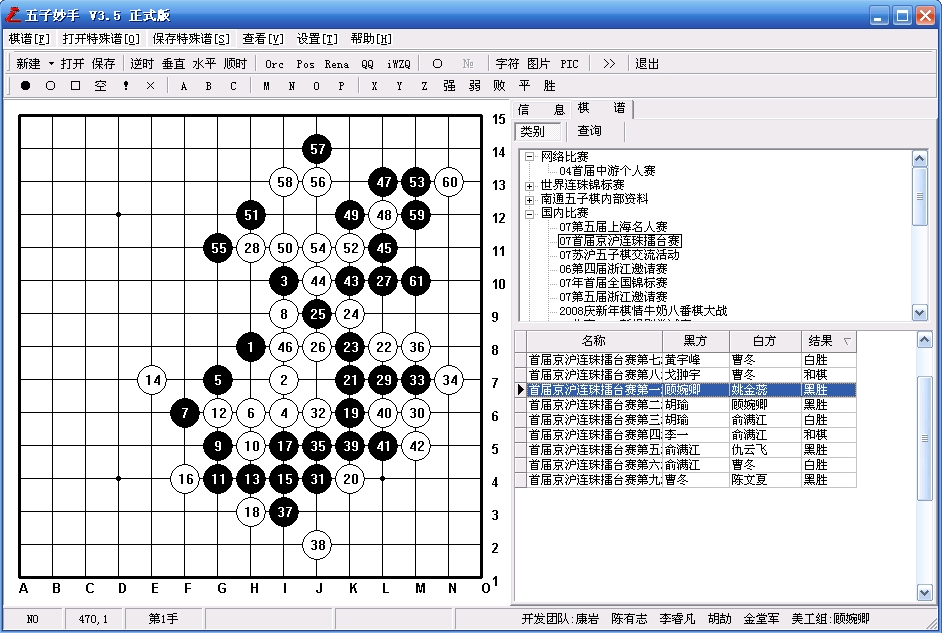 五子妙手 V3.5 正式版
棋谱[F] 打开特殊谱[O] 保存特殊谱[S] 查看[V] 设置[T] 帮助[H]
新建 打开 保存 逆时 垂直 水平 顺时 Orc Pos Rena QQ iWZQ № 字符 图片 PIC >> 退出
空 ! × A B C M N O P X Y Z 强 弱 败 平 胜
信 息 棋 谱
类别 查询
网络比赛
04首届中游个人赛
世界连珠锦标赛
南通五子棋内部资料
国内比赛
07第五届上海名人赛
07首届京沪连珠擂台赛
07苏沪五子棋交流活动
06第四届浙江邀请赛
07年首届全国锦标赛
07第五届浙江邀请赛
2008庆新年棋情牛奶八番棋大战
名称 黑方 白方 结果
首届京沪连珠擂台赛第七 黄宇峰 曹冬 白胜
首届京沪连珠擂台赛第八 戈翀宇 曹冬 和棋
首届京沪连珠擂台赛第一 顾婉卿 姚金蕊 黑胜
首届京沪连珠擂台赛第二 胡瑜 顾婉卿 黑胜
首届京沪连珠擂台赛第三 胡瑜 俞满江 白胜
首届京沪连珠擂台赛第四 李一 俞满江 和棋
首届京沪连珠擂台赛第五 俞满江 仇云飞 黑胜
首届京沪连珠擂台赛第六 俞满江 曹冬 白胜
首届京沪连珠擂台赛第九 曹冬 陈文夏 黑胜
15
57 14
58 56 47 53 60 13
51 49 48 59 12
55 28 50 54 52 45 11
3 44 43 27 61 10
8 25 24 9
1 46 26 23 22 36 8
14 5 2 21 29 33 34 7
7 12 6 4 32 19 40 30 6
9 10 17 35 39 41 42 5
16 11 13 15 31 20 4
18 37 3
38 2
1
A B C D E F G H I J K L M N O
NO 470,1 第1手 开发团队:康岩 陈有志 李睿凡 胡劼 金堂军 美工组:顾婉卿